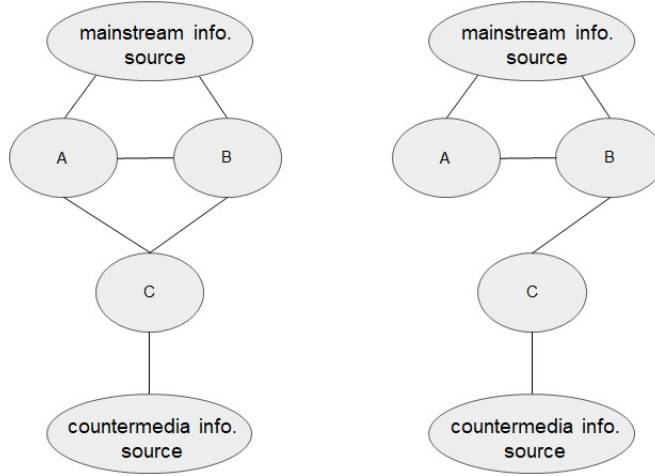 mainstream info.
source
A
B
C
countermedia info.
source
mainstream info.
source
A
B
C
countermedia info.
source